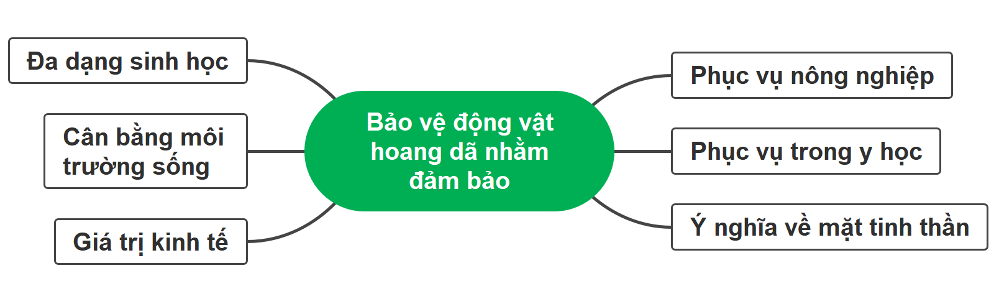 Đa dạng sinh học
Cân bằng môi
trường sống
Giá trị kinh tế
Bảo vệ động vật
hoang dã nhằm
đảm bảo
Phục vụ nông nghiệp
Phục vụ trong y học
Ý nghĩa về mặt tinh thần